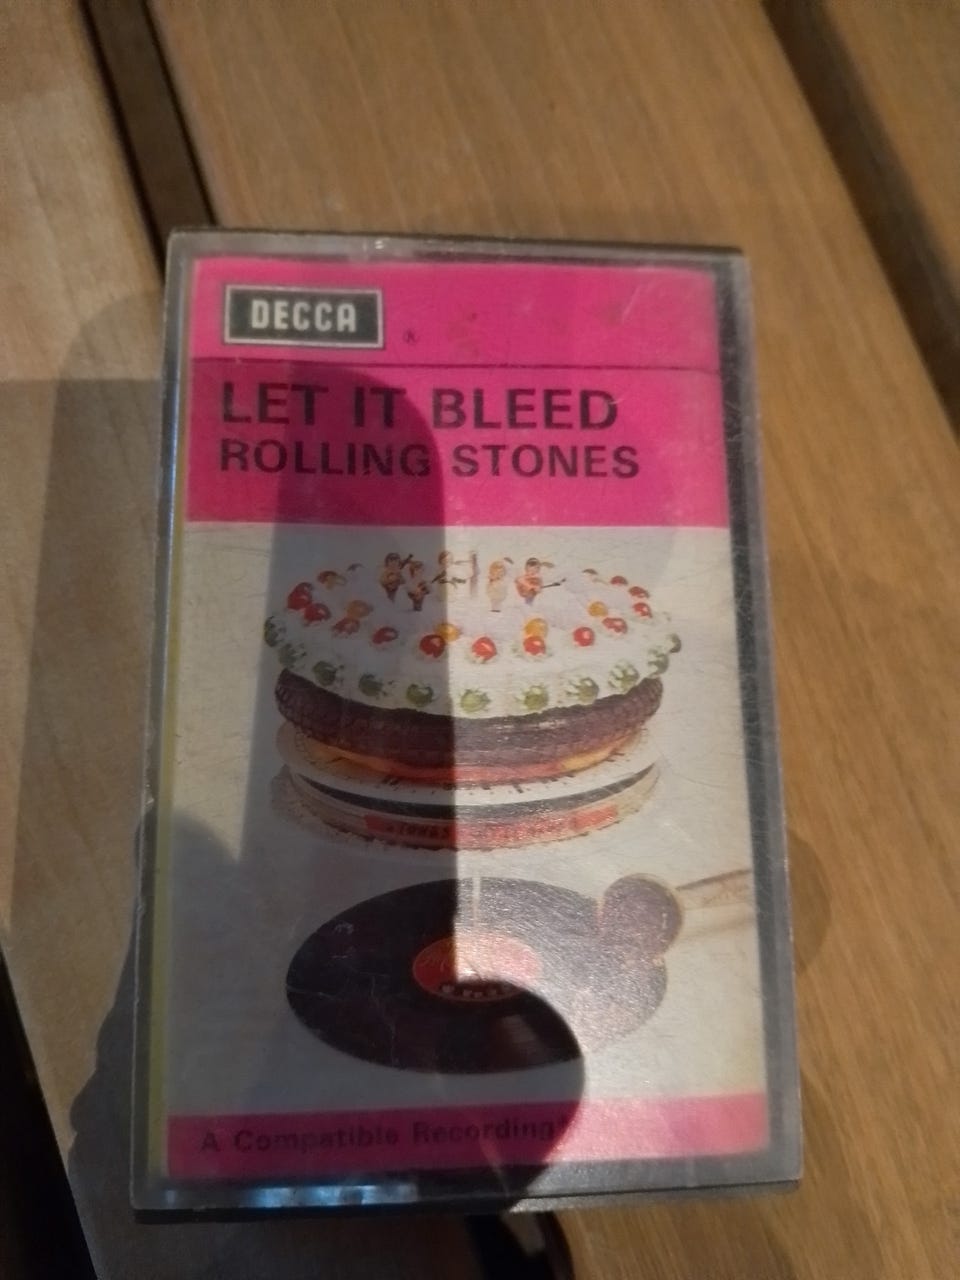 DECCA
®
LET IT BLEED
ROLLING STONES
A Compatible Recording*